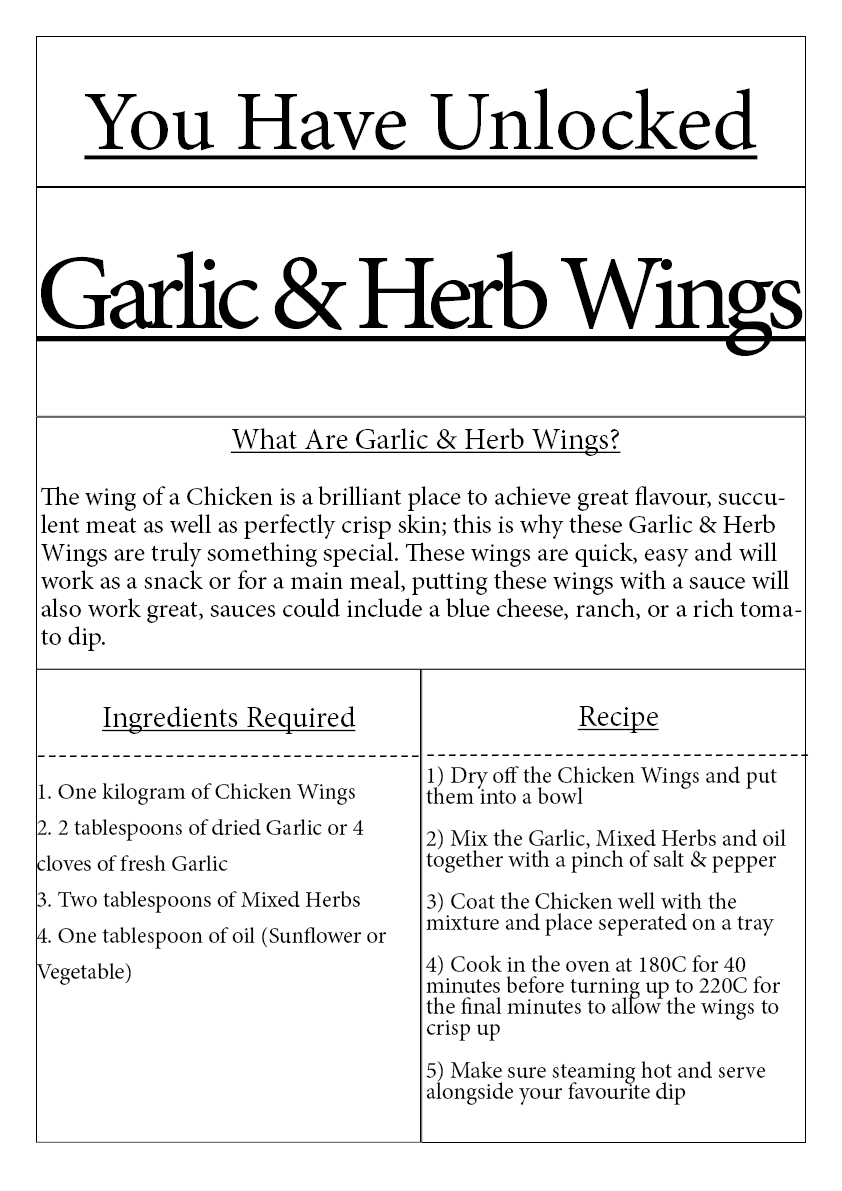 You Have Unlocked
Garlic & Herb Wings
What Are Garlic & Herb Wings?
The wing of a Chicken is a brilliant place to achieve great flavour, succu-
lent meat as well as perfectly crisp skin; this is why these Garlic & Herb
Wings are truly something special. These wings are quick, easy and will
work as a snack or for a main meal, putting these wings with a sauce will
also work great, sauces could include a blue cheese, ranch, or a rich toma-
to dip.
Ingredients Required
1. One kilogram of Chicken Wings
2. 2 tablespoons of dried Garlic or 4
cloves of fresh Garlic
3. Two tablespoons of Mixed Herbs
4. One tablespoon of oil (Sunflower or
Vegetable)
Recipe
1) Dry off the Chicken Wings and put
them into a bowl
2) Mix the Garlic, Mixed Herbs and oil
together with a pinch of salt & pepper
3) Coat the Chicken well with the
mixture and place seperated on a tray
4) Cook in the oven at 180C for 40
minutes before turning up to 220C for
the final minutes to allow the wings to
crisp up
5) Make sure steaming hot and serve
alongside your favourite dip